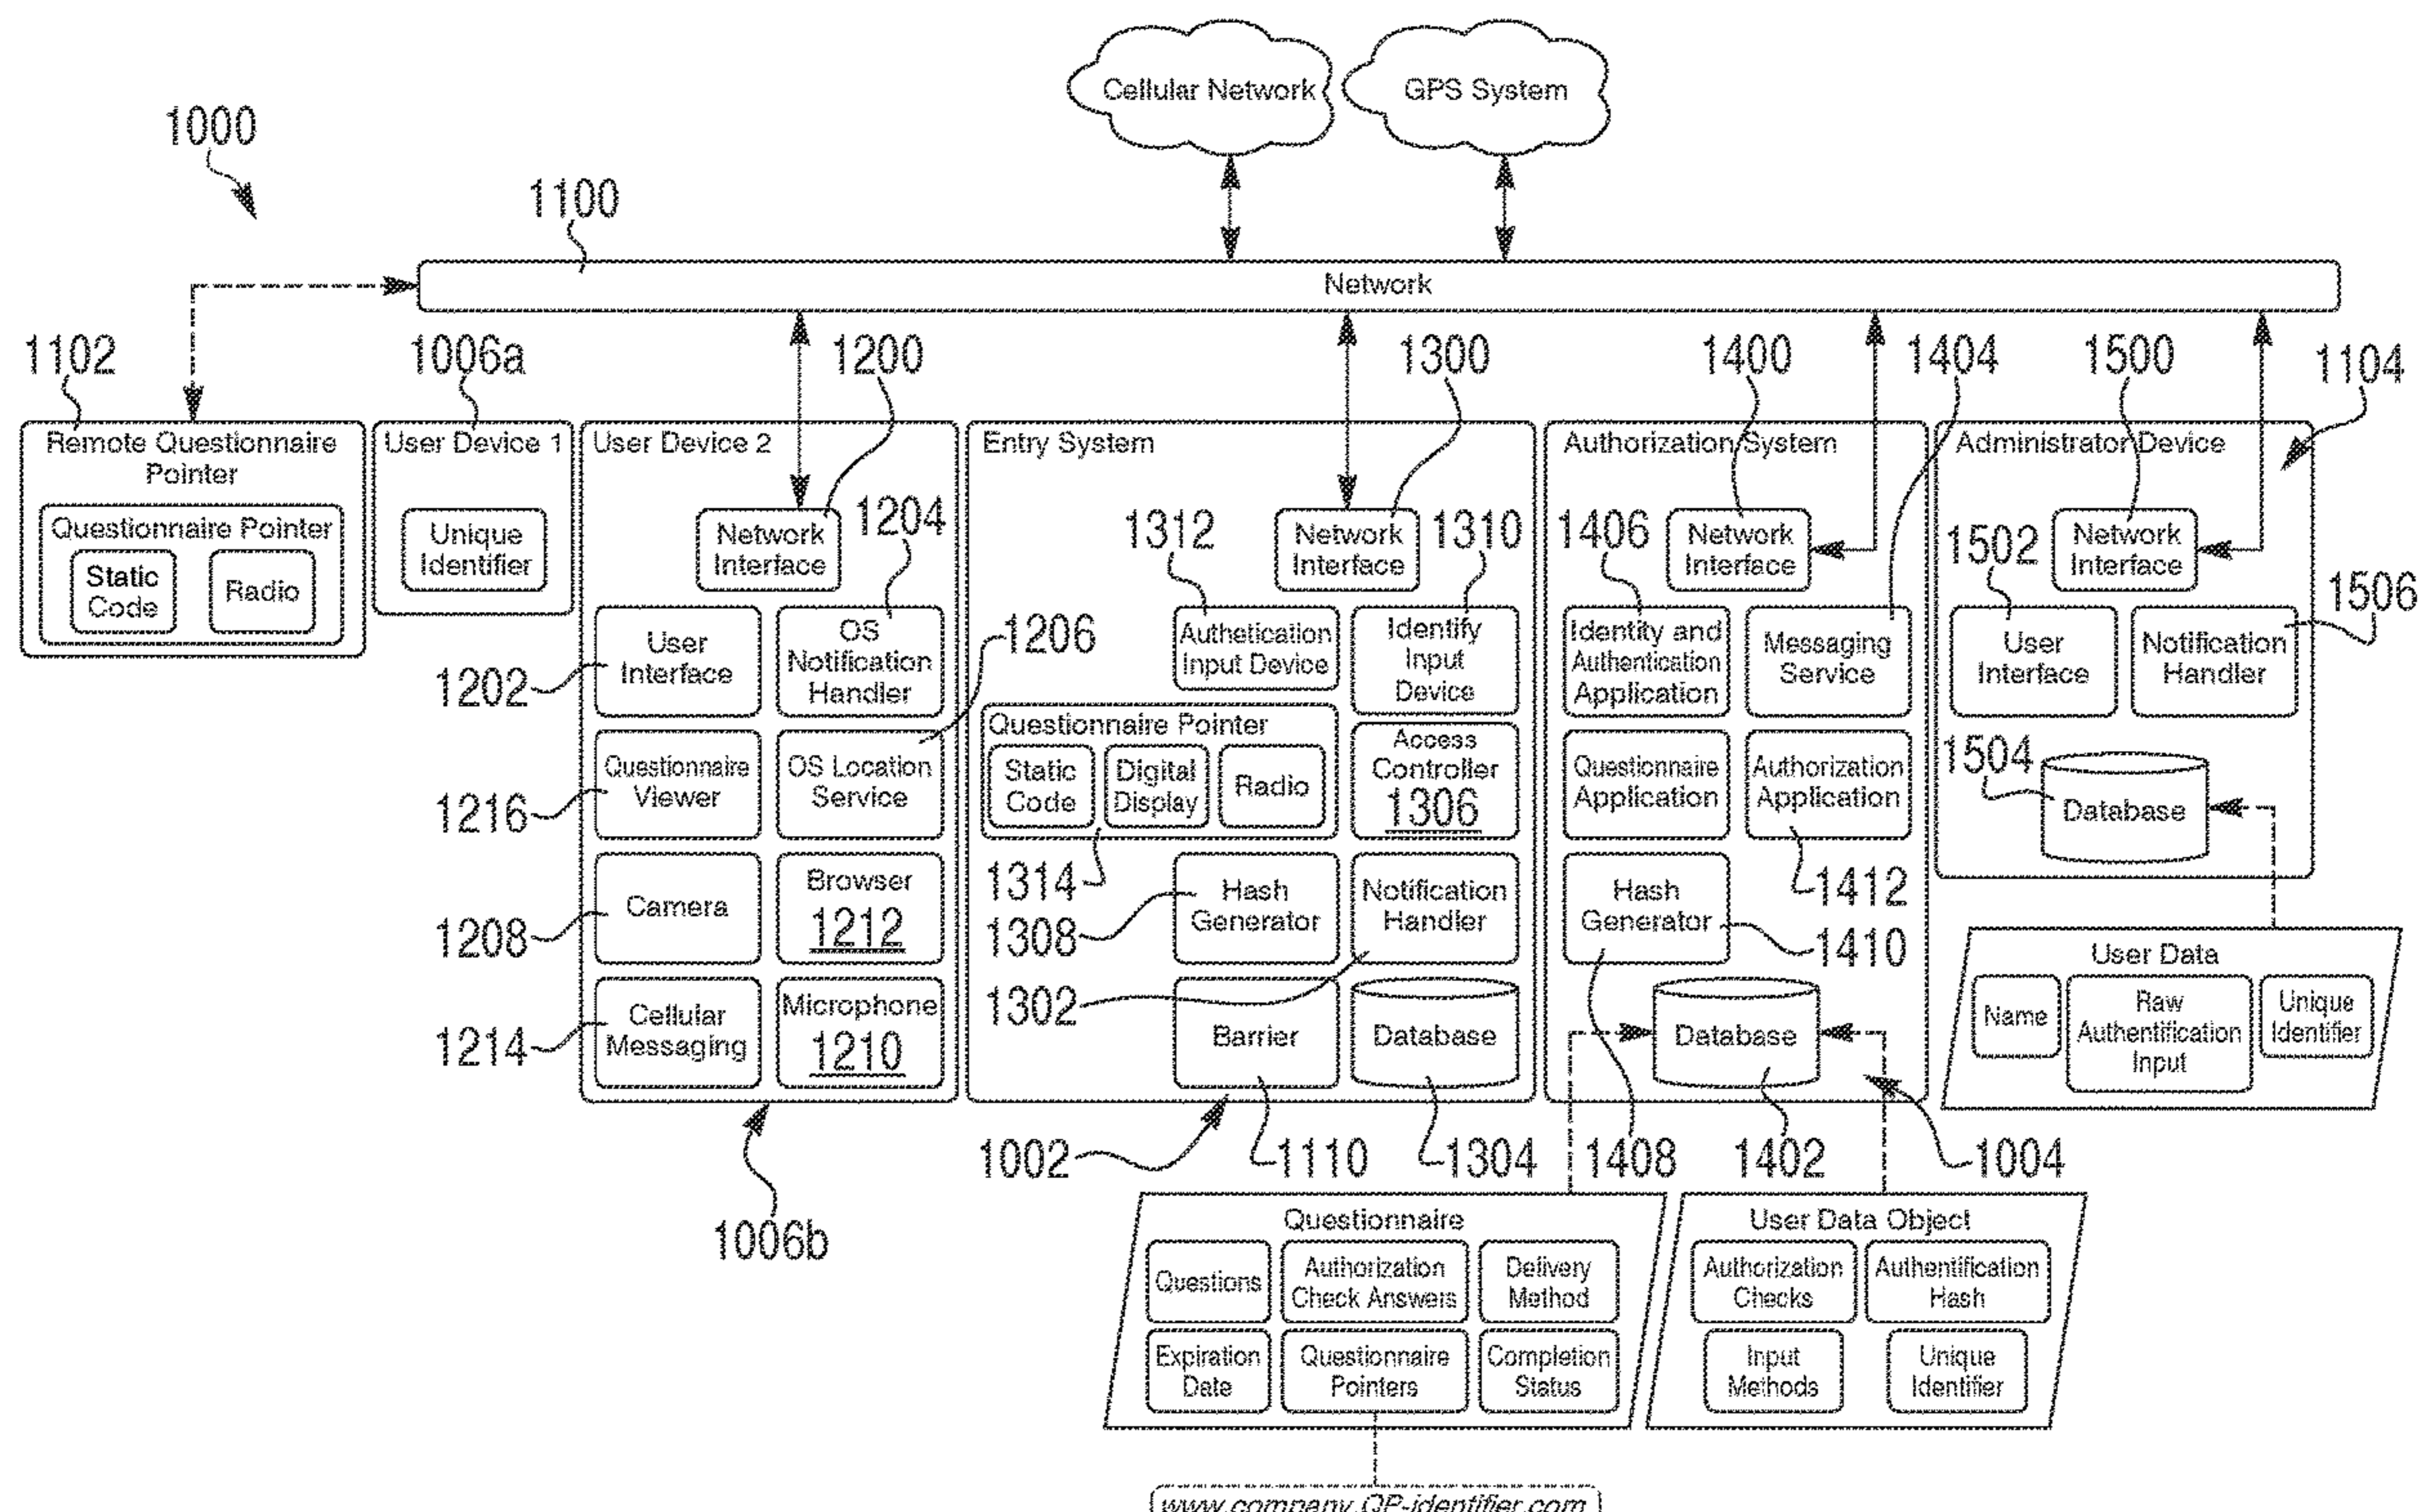 Cellular Network
GPS System
1000
1100
Network
1102
1006a
1200
1300
1400
1404
1500
1104
Remote Questionnaire
Pointer
Questionnaire Pointer
Static
Code
Radio
User Device 1
Unique
Identifier
User Device 2
Network
Interface
1204
User
Interface
OS
Notification
Handler
1206
1202
Questionnaire
Viewer
OS Location
Service
1216
Camera
Browser
1212
1208
Cellular
Messaging
Microphone
1210
1214
1006b
Entry System
1312
Network
Interface
1310
Authetication
Input Device
Identify
Input
Device
Questionnaire Pointer
Static
Code
Digital
Display
Radio
Access
Controller
1306
1314
1308
Hash
Generator
Notification
Handler
1302
Barrier
Database
1002
1110
1304
Authorization System
1406
Network
Interface
Identity and
Authentication
Application
Messaging
Service
Questionnaire
Application
Authorization
Application
1412
Hash
Generator
1410
Database
1408
1402
1004
Administrator Device
1502
Network
Interface
1506
User
Interface
Notification
Handler
1504
Database
User Data
Name
Raw
Authentification
Input
Unique
Identifier
Questionnaire
Questions
Authorization
Check Answers
Delivery
Method
Expiration
Date
Questionnaire
Pointers
Completion
Status
User Data Object
Authorization
Checks
Authentification
Hash
Input
Methods
Unique
Identifier
www.company.QP-identifier.com